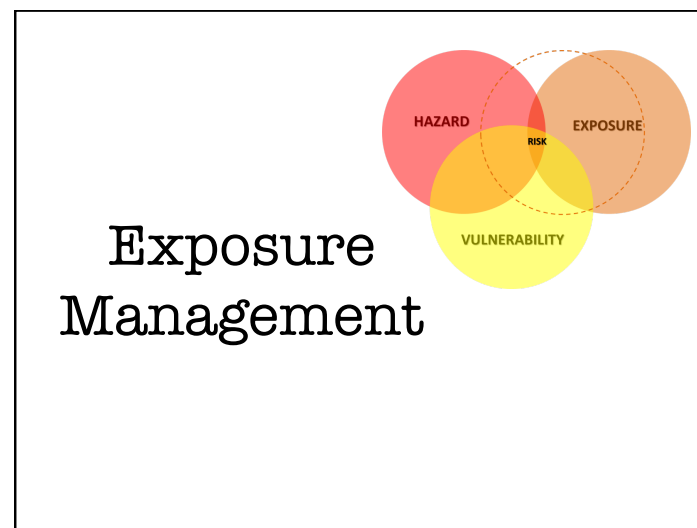 HAZARD
EXPOSURE
RISK
VULNERABILITY
Exposure
Management